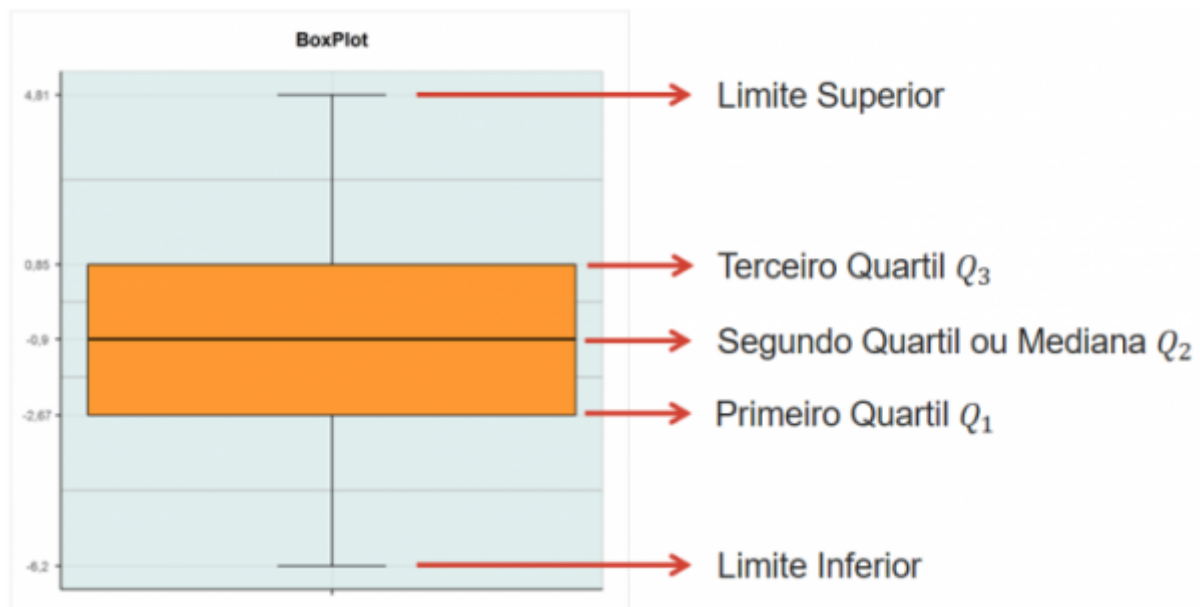 BoxPlot
4,81
Limite Superior
0,85
Terceiro Quartil Q₃
-0,9
Segundo Quartil ou Mediana Q₂
-2,67
Primeiro Quartil Q₁
-6,2
Limite Inferior